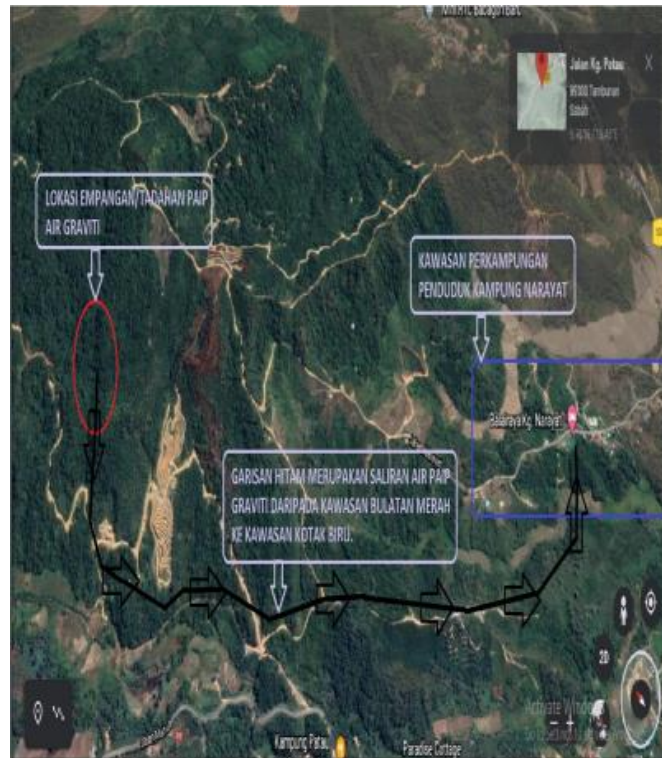 Jalan Kg. Patau
Tambunan
Sabah
LOKASI EMPANGAN/TADAHAN PAIP
AIR GRAVITI
KAWASAN PERKAMPUNGAN
PENDUDUK KAMPUNG NARAYAT
Balairaya Kg. Narayat
GARISAN HITAM MERUPAKAN SALIRAN AIR PAIP
GRAVITI DARIPADA KAWASAN BULATAN MERAH
KE KAWASAN KOTAK BIRU.
2D
Activate Windows
Kampung Patau
Paradise Cottage